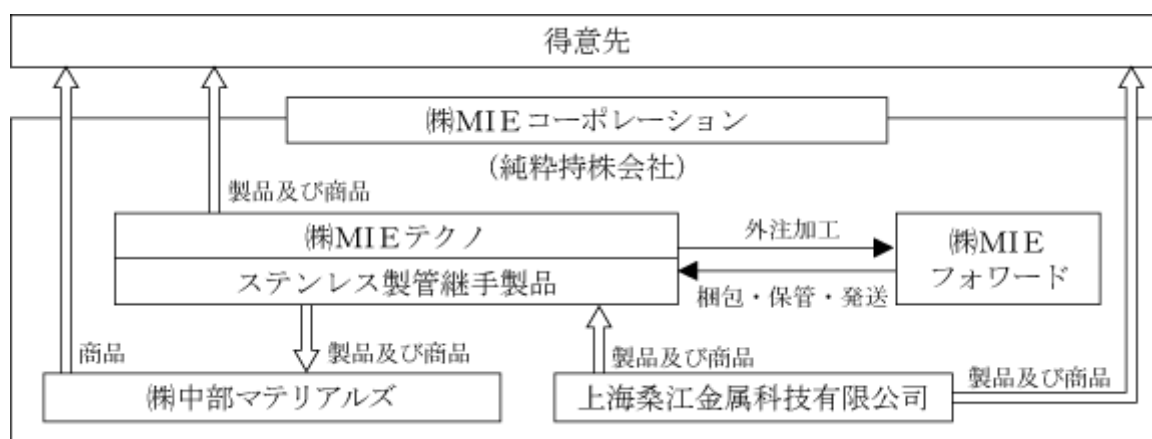 得意先
㈱MIEコーポレーション
(純粋持株会社)
製品及び商品
㈱MIEテクノ
ステンレス製管継手製品
外注加工
梱包・保管・発送
㈱MIE
フォワード
商品
製品及び商品
製品及び商品
製品及び商品
㈱中部マテリアルズ
上海桑江金属科技有限公司